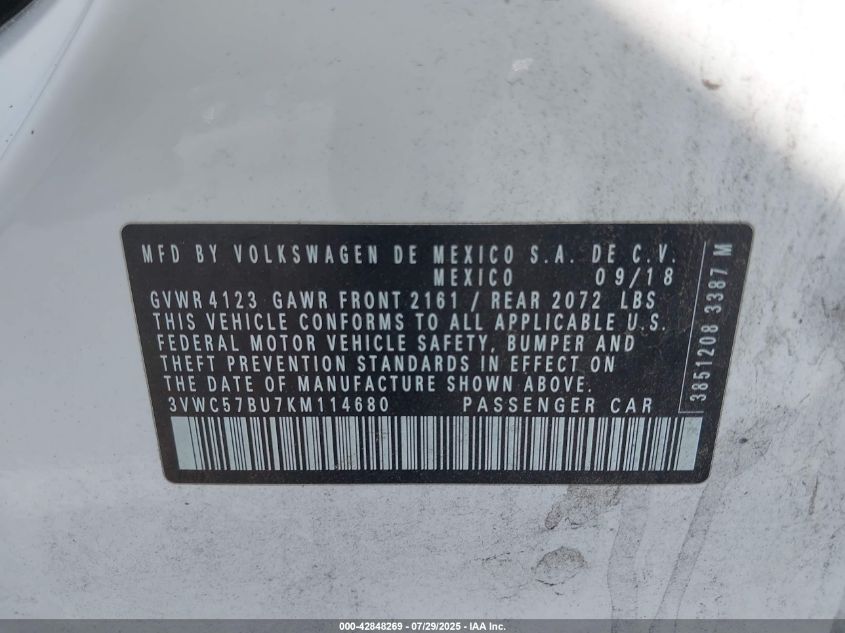 MFD BY VOLKSWAGEN DE MEXICO S.A. DE C.V.
MEXICO 09/18
GVWR 4123 GAWR FRONT 2161 / REAR 2072 LBS
THIS VEHICLE CONFORMS TO ALL APPLICABLE U.S.
FEDERAL MOTOR VEHICLE SAFETY, BUMPER AND
THEFT PREVENTION STANDARDS IN EFFECT ON
THE DATE OF MANUFACTURE SHOWN ABOVE.
3VWC57BU7KM114680 PASSENGER CAR
3851208 3387 M
000-42848269 - 07/29/2025 - IAA Inc.